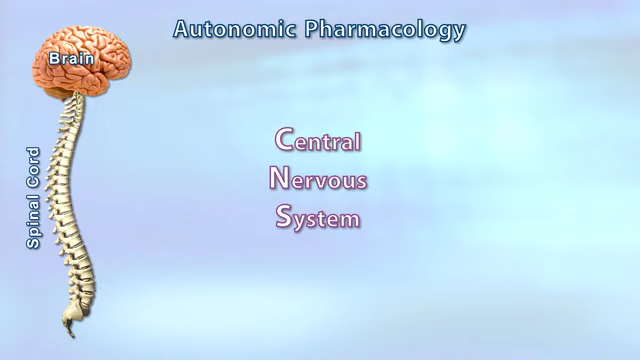 Autonomic Pharmacology
Brain
Spinal Cord
Central
Nervous
System